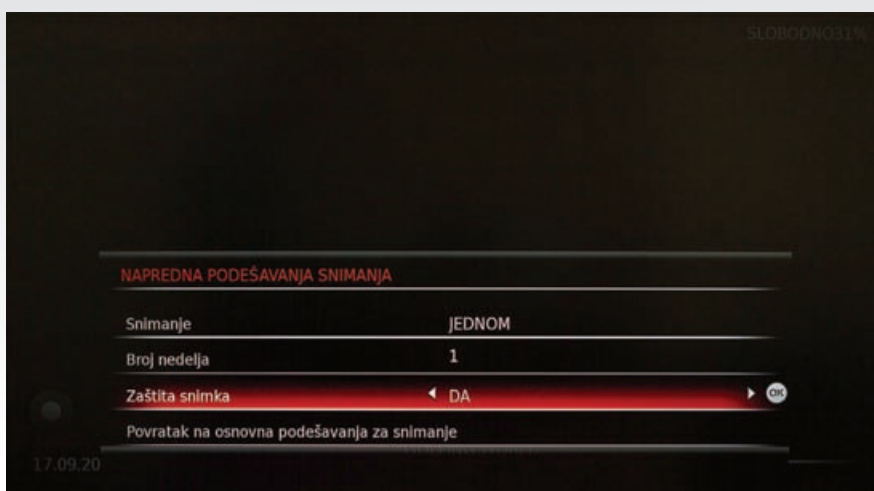 SLOBODNO31%
NAPREDNA PODEŠAVANJA SNIMANJA
Snimanje JEDNOM
Broj nedelja 1
Zaštita snimka DA OK
Povratak na osnovna podešavanja za snimanje
17.09.20